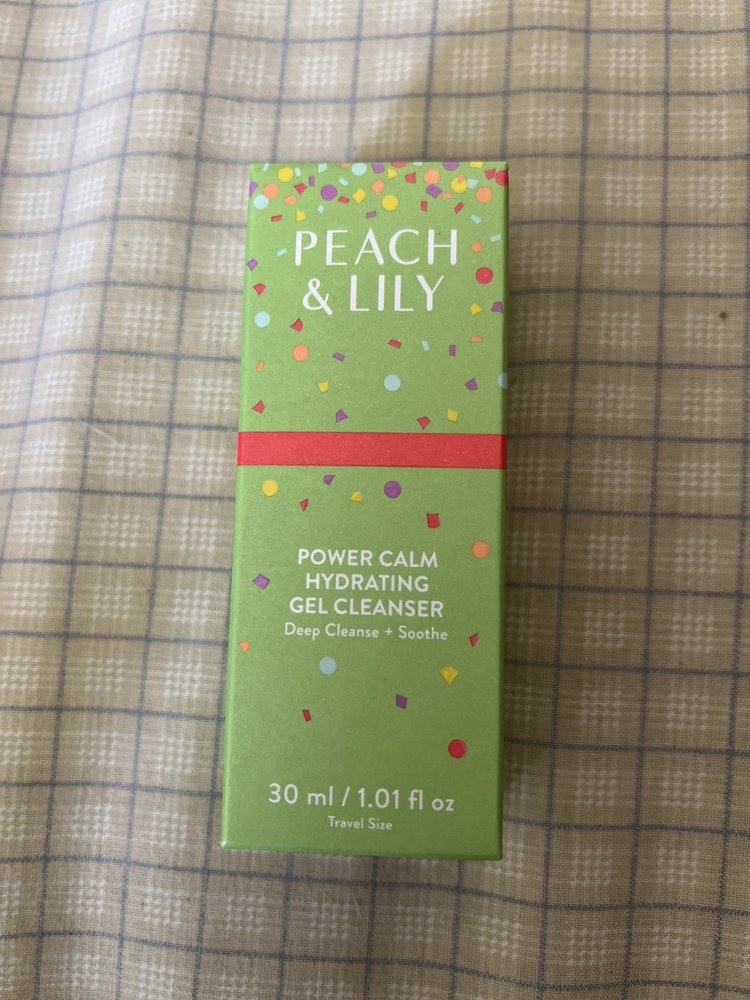 PEACH
& LILY
POWER CALM
HYDRATING
GEL CLEANSER
Deep Cleanse + Soothe
30 ml / 1.01 fl oz
Travel Size